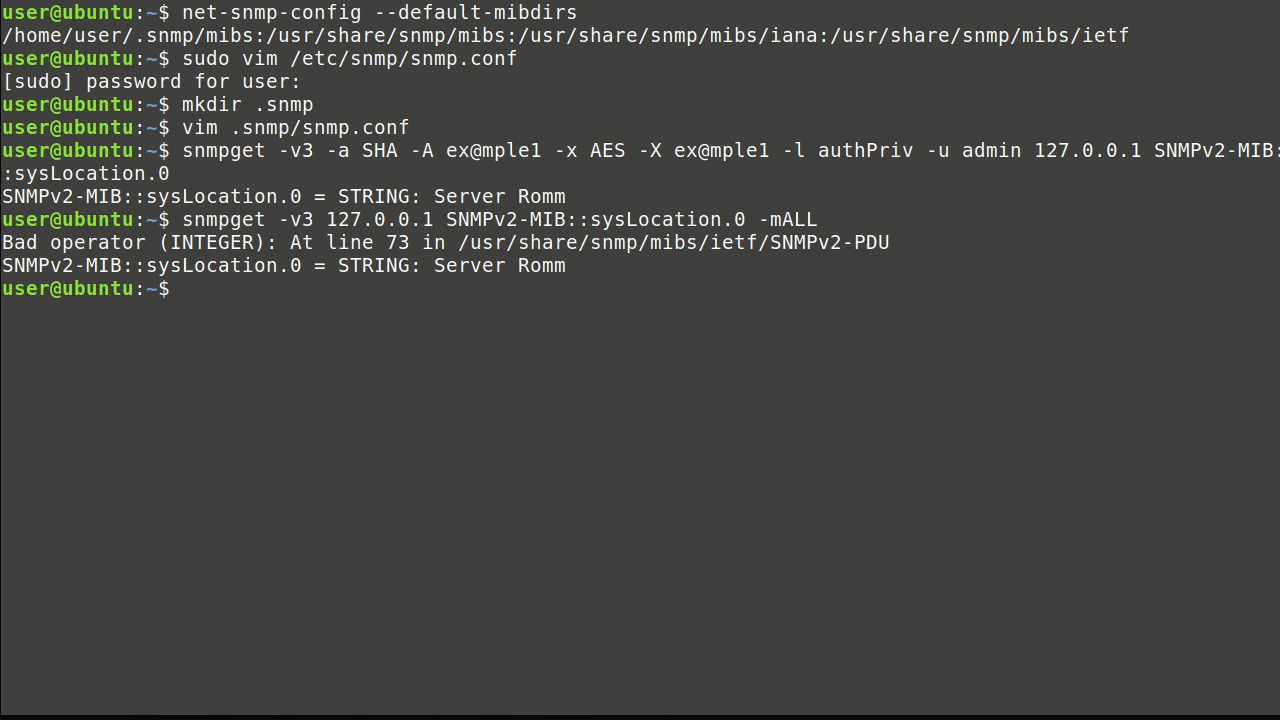 user@ubuntu:~$ net-snmp-config --default-mibdirs
/home/user/.snmp/mibs:/usr/share/snmp/mibs:/usr/share/snmp/mibs/iana:/usr/share/snmp/mibs/ietf
user@ubuntu:~$ sudo vim /etc/snmp/snmp.conf
[sudo] password for user:
user@ubuntu:~$ mkdir .snmp
user@ubuntu:~$ vim .snmp/snmp.conf
user@ubuntu:~$ snmpget -v3 -a SHA -A ex@mple1 -x AES -X ex@mple1 -l authPriv -u admin 127.0.0.1 SNMPv2-MIB:
:sysLocation.0
SNMPv2-MIB::sysLocation.0 = STRING: Server Romm
user@ubuntu:~$ snmpget -v3 127.0.0.1 SNMPv2-MIB::sysLocation.0 -mALL
Bad operator (INTEGER): At line 73 in /usr/share/snmp/mibs/ietf/SNMPv2-PDU
SNMPv2-MIB::sysLocation.0 = STRING: Server Romm
user@ubuntu:~$